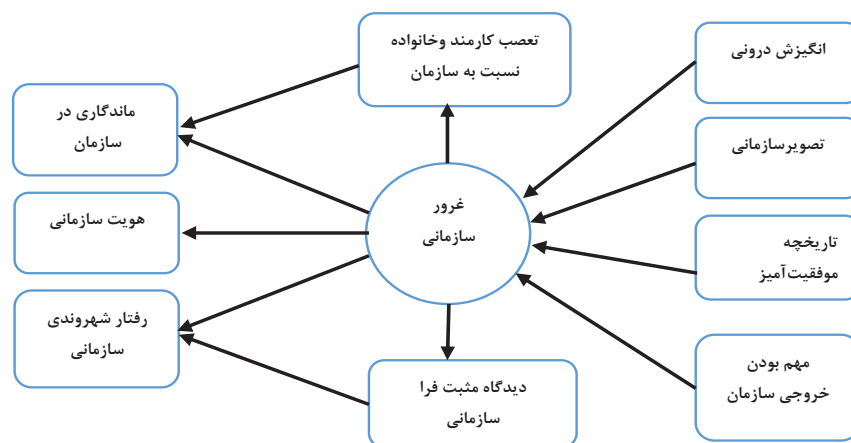 انگیزش درونی
تصویرسازمانی
تاریخچه
موفقیت‌آمیز
مهم بودن
خروجی سازمان
تعصب کارمند وخانواده
نسبت به سازمان
غرور
سازمانی
دیدگاه مثبت فرا
سازمانی
ماندگاری در
سازمان
هویت سازمانی
رفتار شهروندی
سازمانی